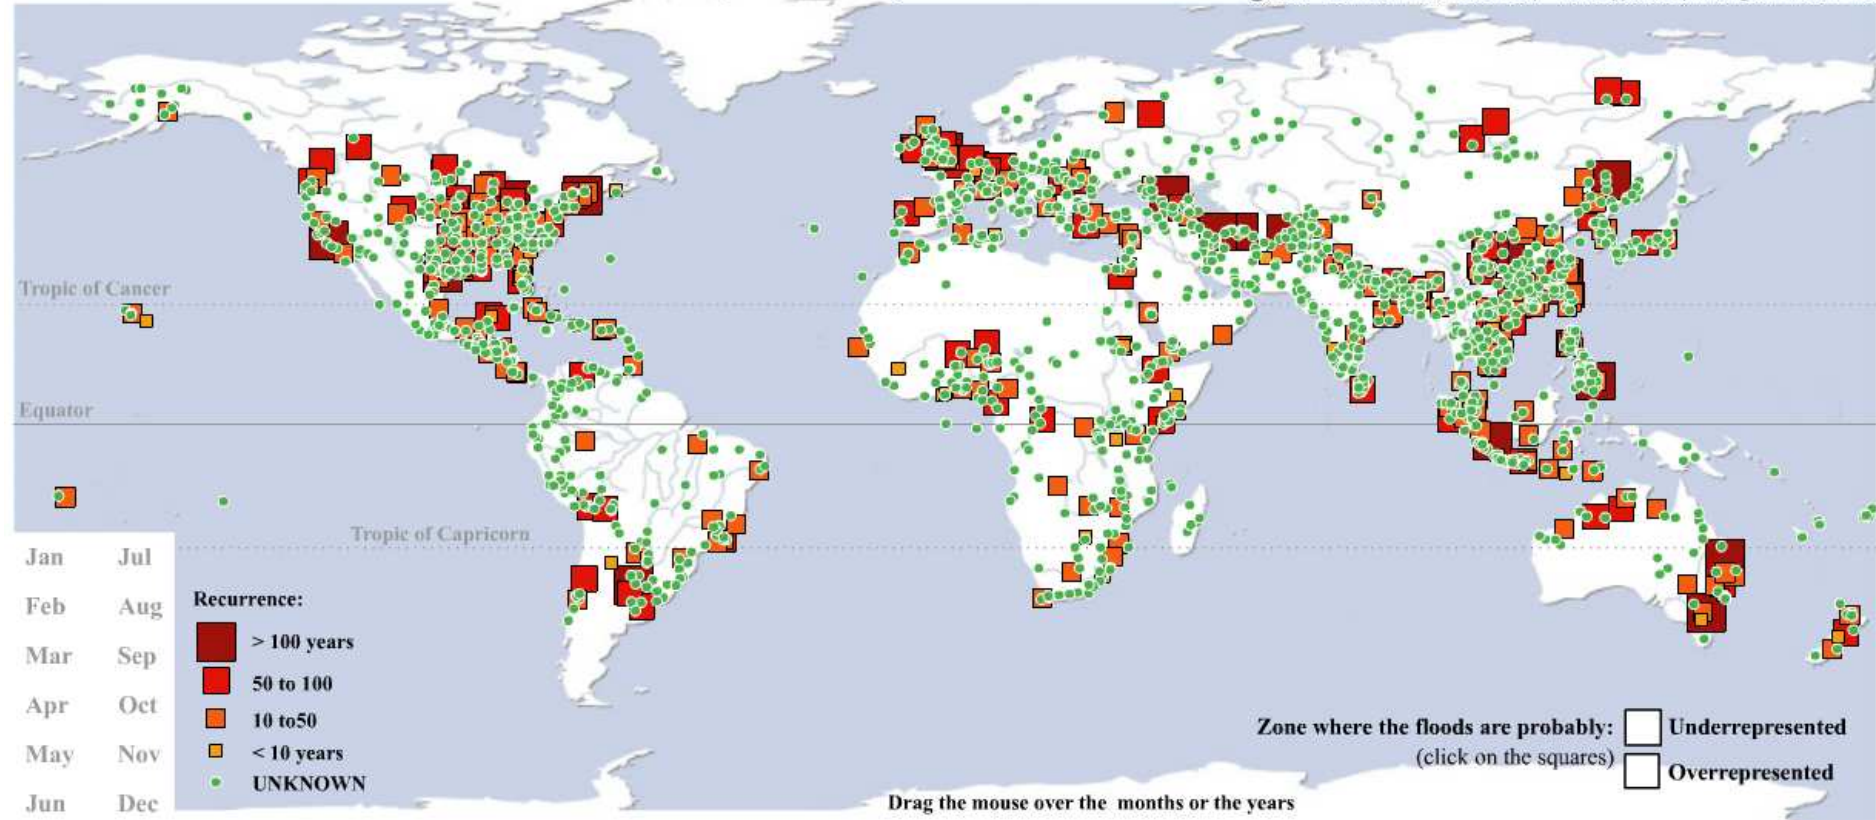 Tropic of Cancer
Equator
Tropic of Capricorn
Jan Jul
Feb Aug
Mar Sep
Apr Oct
May Nov
Jun Dec
Recurrence:
> 100 years
50 to 100
10 to50
< 10 years
UNKNOWN
Zone where the floods are probably:
(click on the squares)
Underrepresented
Overrepresented
Drag the mouse over the months or the years